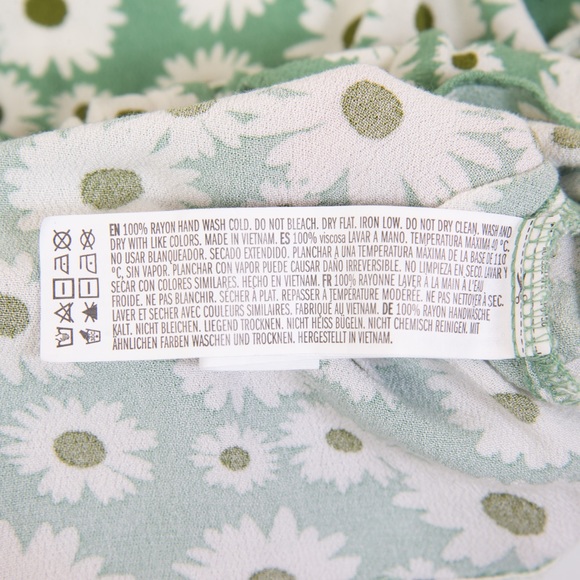 EN 100% RAYON HAND WASH COLD. DO NOT BLEACH. DRY FLAT. IRON LOW. DO NOT DRY CLEAN. WASH AND
DRY WITH LIKE COLORS. MADE IN VIETNAM. ES 100% viscosa LAVAR A MANO. TEMPERATURA MÁXIMA 40 °C.
NO USAR BLANQUEADOR. SECADO EXTENDIDO. PLANCHAR A UNA TEMPERATURA MÁXIMA DE LA BASE DE 110
°C, SIN VAPOR. PLANCHAR CON VAPOR PUEDE CAUSAR DAÑO IRREVERSIBLE. NO LIMPIEZA EN SECO. LAVAR Y
SECAR CON COLORES SIMILARES. HECHO EN VIETNAM. FR 100% RAYONNE LAVER À LA MAIN À L'EAU
FROIDE. NE PAS BLANCHIR. SÉCHER À PLAT. REPASSER À TEMPÉRATURE MODÉRÉE. NE PAS NETTOYER À SEC.
LAVER ET SÉCHER AVEC COULEURS SIMILAIRES. FABRIQUÉ AU VIETNAM. DE 100% RAYON HANDWÄSCHE
KALT. NICHT BLEICHEN. LIEGEND TROCKNEN. NICHT HEISS BÜGELN. NICHT CHEMISCH REINIGEN. MIT
ÄHNLICHEN FARBEN WASCHEN UND TROCKNEN. HERGESTELLT IN VIETNAM.